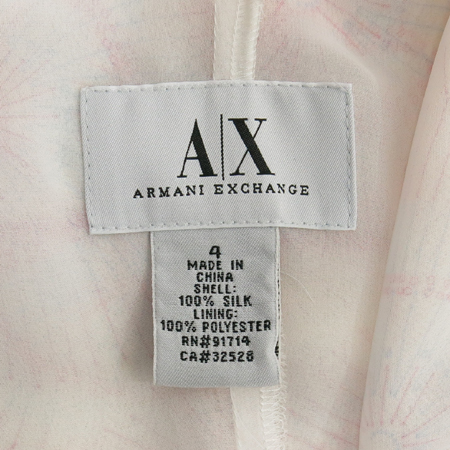 A|X
ARMANI EXCHANGE
4
MADE IN
CHINA
SHELL:
100% SILK
LINING:
100% POLYESTER
RN#91714
CA#32528